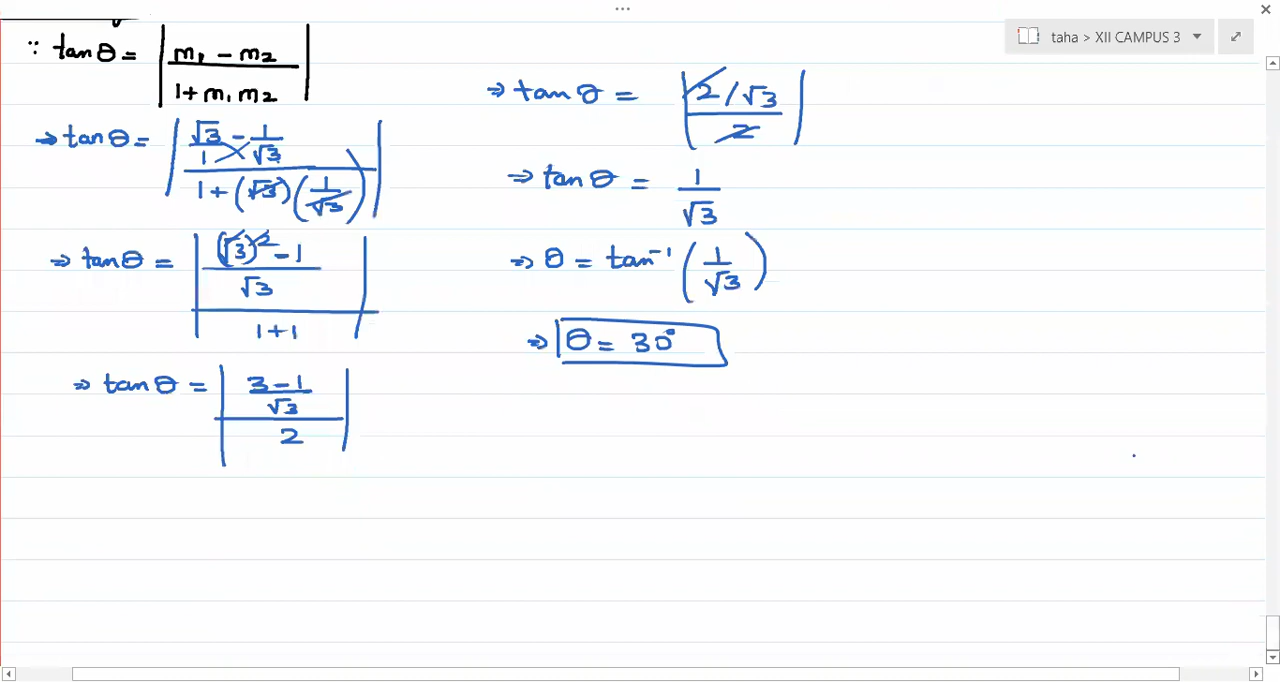 taha > XII CAMPUS 3
∵ tan θ = | (m₁ − m₂) / (1 + m₁ m₂) |
⇒ tan θ = | (√3/1 − 1/√3) / (1 + (√3)(1/√3)) |
⇒ tan θ = | (((√3)² − 1) / √3) / (1+1) |
⇒ tan θ = | ((3−1)/√3) / 2 |
⇒ tan θ = | (2/√3) / 2 |
⇒ tan θ = 1/√3
⇒ θ = tan⁻¹ (1/√3)
⇒ θ = 30°